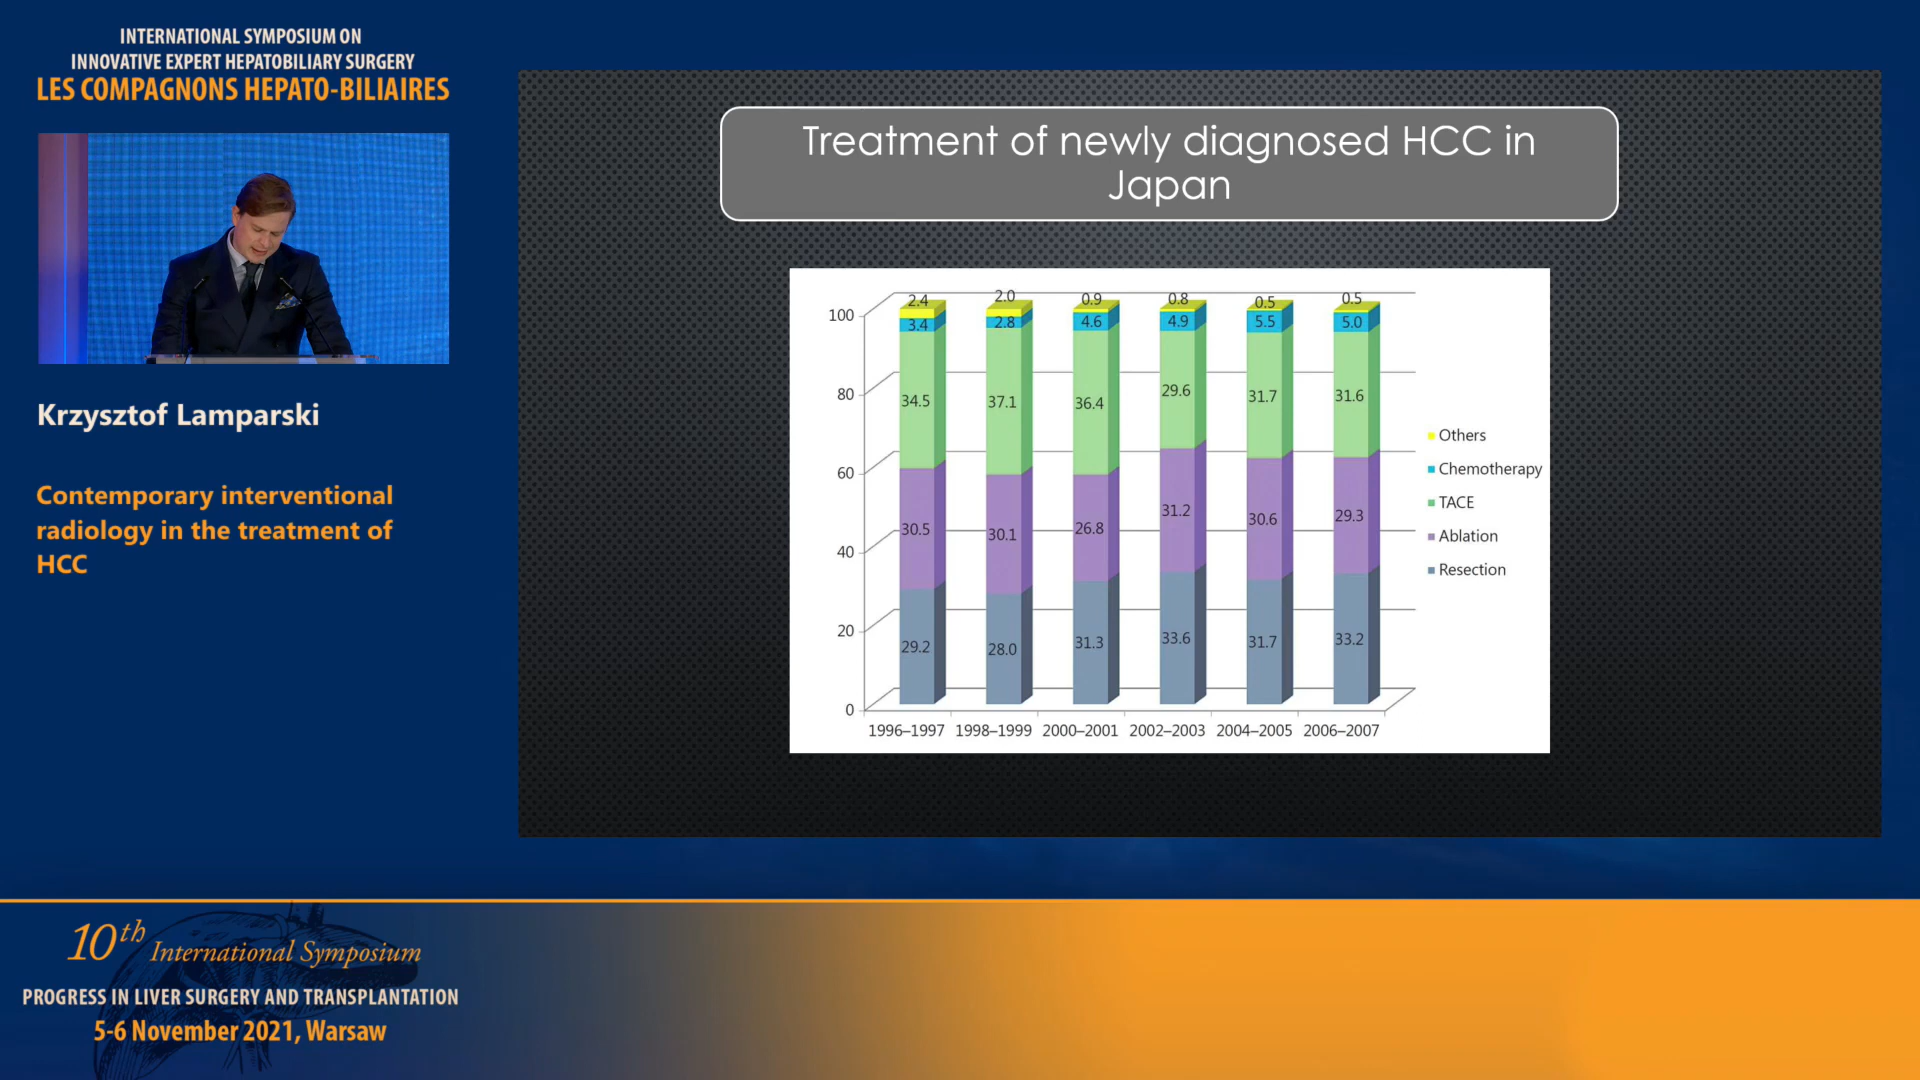 INTERNATIONAL SYMPOSIUM ON
INNOVATIVE EXPERT HEPATOBILIARY SURGERY
LES COMPAGNONS HEPATO-BILIAIRES
Krzysztof Lamparski
Contemporary interventional
radiology in the treatment of
HCC
Treatment of newly diagnosed HCC in
Japan
2.4 2.0 0.9 0.8 0.5 0.5
100 3.4 2.8 4.6 4.9 5.5 5.0
80 34.5 37.1 36.4 29.6 31.7 31.6
Others
60 Chemotherapy
TACE
30.5 30.1 26.8 31.2 30.6 29.3
Ablation
40
Resection
20 29.2 28.0 31.3 33.6 31.7 33.2
0
1996–1997 1998–1999 2000–2001 2002–2003 2004–2005 2006–2007
10th International Symposium
PROGRESS IN LIVER SURGERY AND TRANSPLANTATION
5-6 November 2021, Warsaw